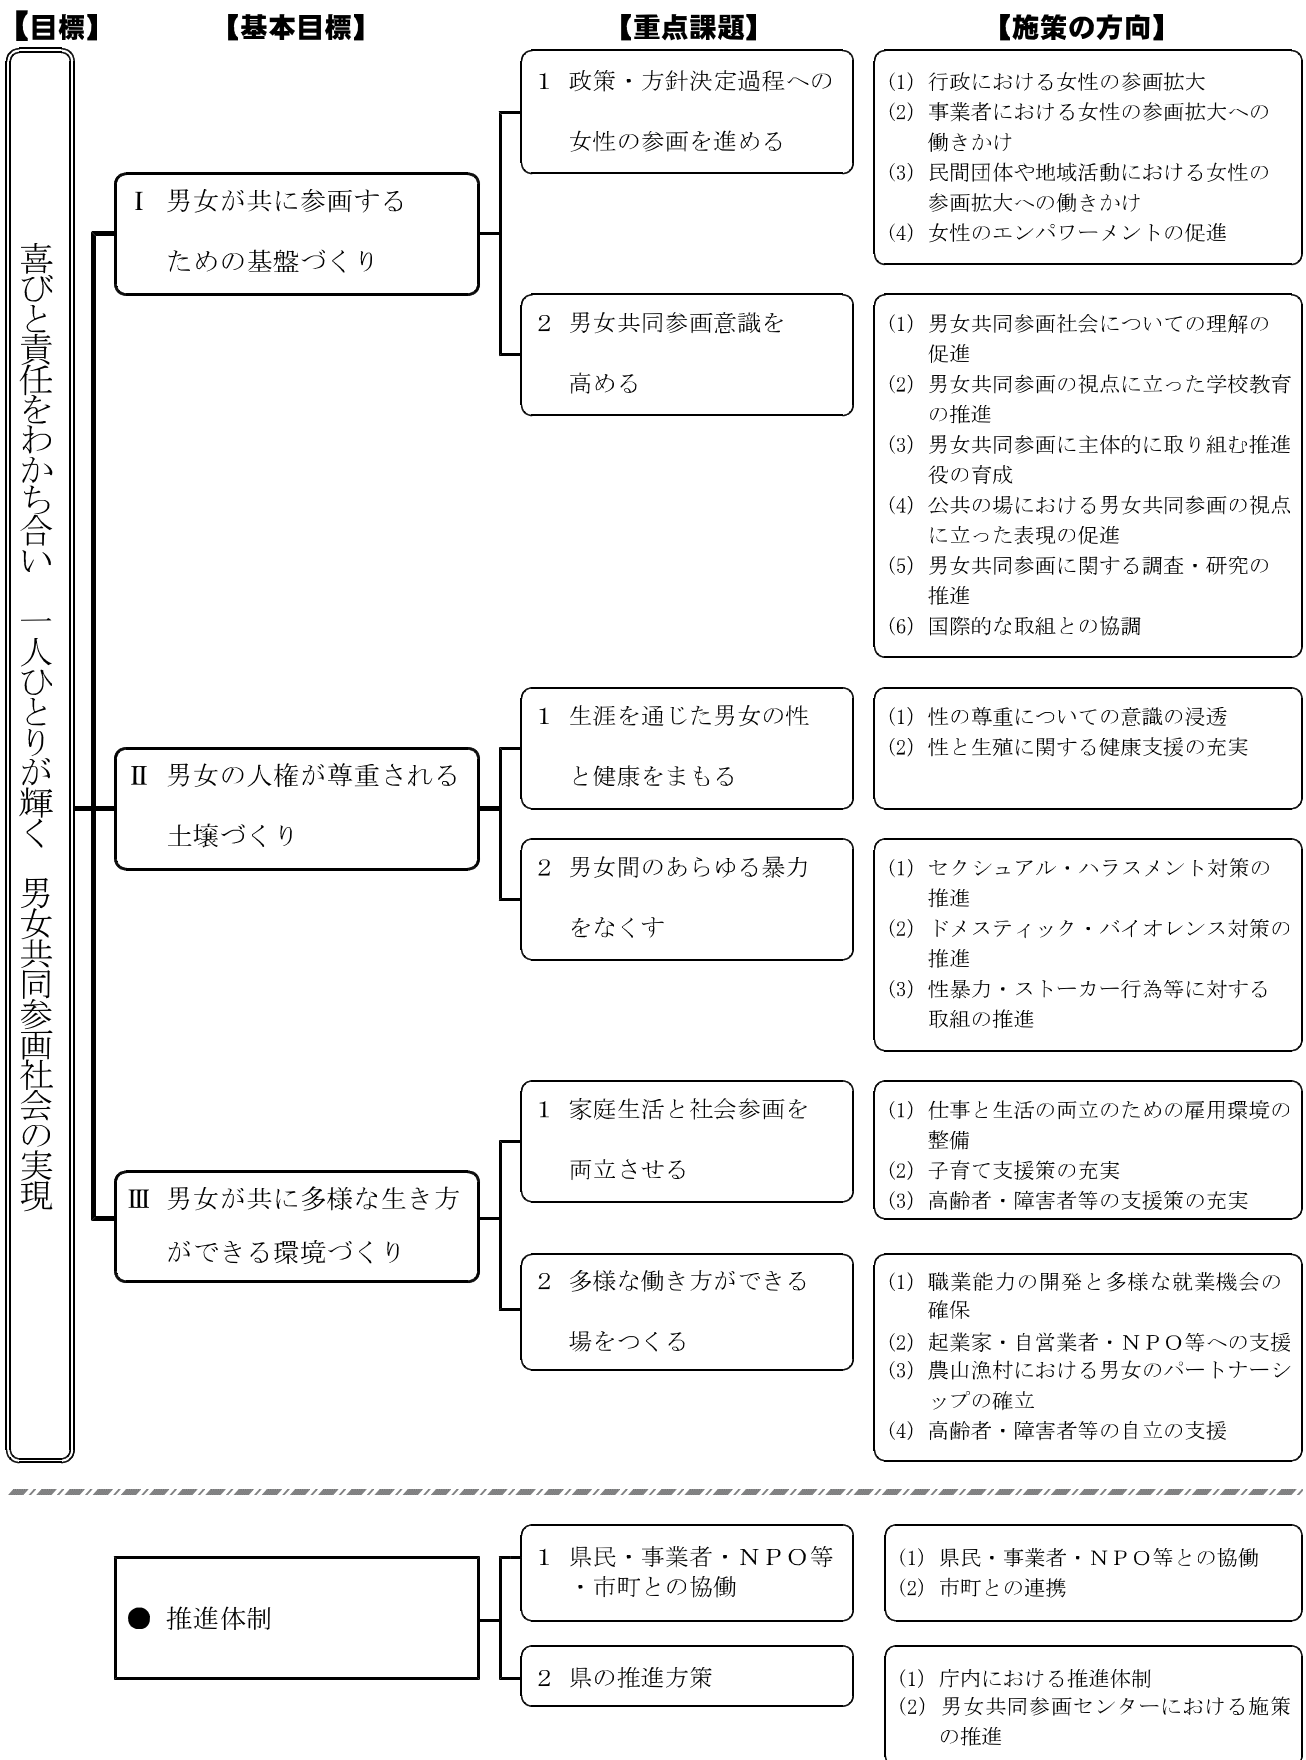 【目標】
【基本目標】
【重点課題】
【施策の方向】
喜びと責任をわかち合い　一人ひとりが輝く　男女共同参画社会の実現
Ⅰ 男女が共に参画する
ための基盤づくり
1 政策・方針決定過程への
女性の参画を進める
(1) 行政における女性の参画拡大
(2) 事業者における女性の参画拡大への
働きかけ
(3) 民間団体や地域活動における女性の
参画拡大への働きかけ
(4) 女性のエンパワーメントの促進
2 男女共同参画意識を
高める
(1) 男女共同参画社会についての理解の
促進
(2) 男女共同参画の視点に立った学校教育
の推進
(3) 男女共同参画に主体的に取り組む推進
役の育成
(4) 公共の場における男女共同参画の視点
に立った表現の促進
(5) 男女共同参画に関する調査・研究の
推進
(6) 国際的な取組との協調
Ⅱ 男女の人権が尊重される
土壌づくり
1 生涯を通じた男女の性
と健康をまもる
(1) 性の尊重についての意識の浸透
(2) 性と生殖に関する健康支援の充実
2 男女間のあらゆる暴力
をなくす
(1) セクシュアル・ハラスメント対策の
推進
(2) ドメスティック・バイオレンス対策の
推進
(3) 性暴力・ストーカー行為等に対する
取組の推進
Ⅲ 男女が共に多様な生き方
ができる環境づくり
1 家庭生活と社会参画を
両立させる
(1) 仕事と生活の両立のための雇用環境の
整備
(2) 子育て支援策の充実
(3) 高齢者・障害者等の支援策の充実
2 多様な働き方ができる
場をつくる
(1) 職業能力の開発と多様な就業機会の
確保
(2) 起業家・自営業者・ＮＰＯ等への支援
(3) 農山漁村における男女のパートナーシ
ップの確立
(4) 高齢者・障害者等の自立の支援
● 推進体制
1 県民・事業者・ＮＰＯ等
・市町との協働
(1) 県民・事業者・ＮＰＯ等との協働
(2) 市町との連携
2 県の推進方策
(1) 庁内における推進体制
(2) 男女共同参画センターにおける施策
の推進